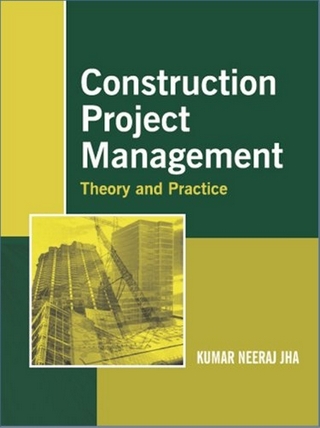 Construction
Project
Management
Theory and Practice
KUMAR NEERAJ JHA